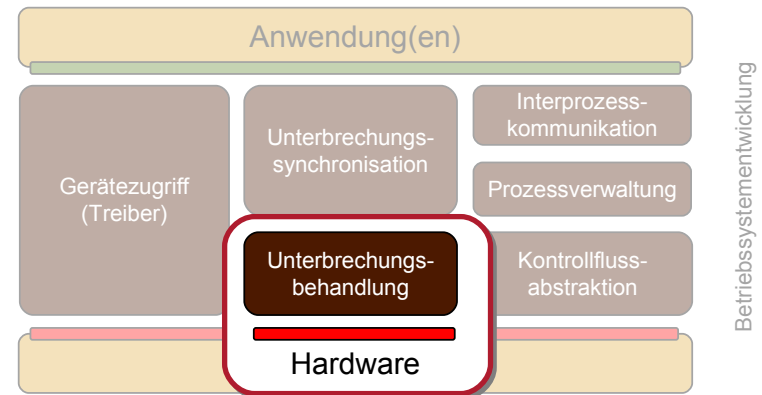 Anwendung(en)
Gerätezugriff
(Treiber)
Unterbrechungs-
synchronisation
Interprozess-
kommunikation
Prozessverwaltung
Unterbrechungs-
behandlung
Kontrollfluss-
abstraktion
Hardware
Betriebssystementwicklung